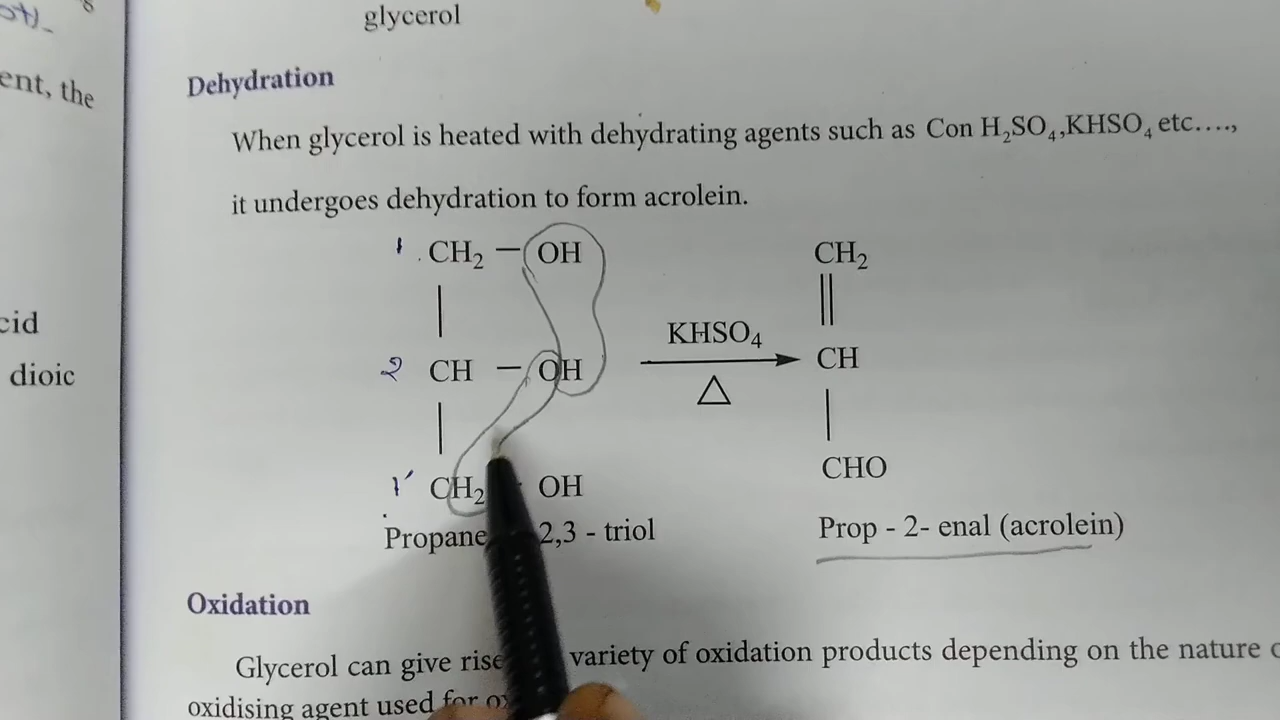 glycerol
ent, the
Dehydration
When glycerol is heated with dehydrating agents such as Con H₂SO₄,KHSO₄ etc....,
it undergoes dehydration to form acrolein.
1 CH₂ — OH CH₂
cid
KHSO₄
2 CH — OH CH
dioic
△
CHO
1′ CH₂ OH
Propane 2,3 - triol Prop - 2- enal (acrolein)
Oxidation
Glycerol can give rise variety of oxidation products depending on the nature
oxidising agent used for